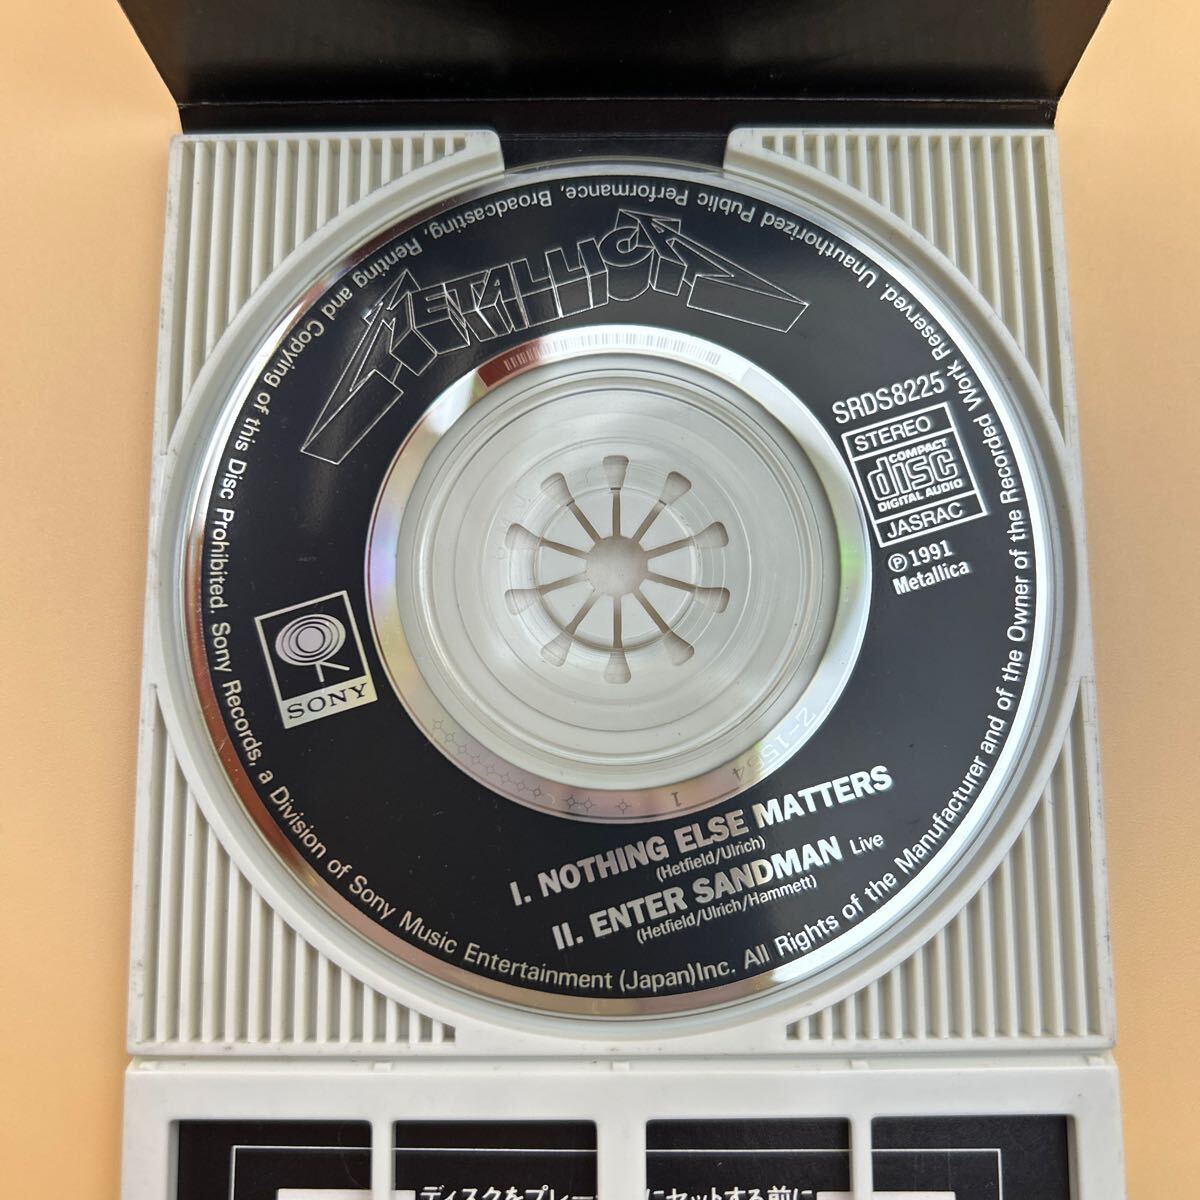 METALLICA
SRDS8225
STEREO
COMPACT
disc
DIGITAL AUDIO
JASRAC
Ⓟ1991
Metallica
SONY
I. NOTHING ELSE MATTERS
(Hetfield/Ulrich)
II. ENTER SANDMAN Live
(Hetfield/Ulrich/Hammett)
Sony Records, a Division of Sony Music Entertainment (Japan)Inc. All Rights of the Manufacturer and of the Owner of the Recorded Work Reserved. Unauthorized Public Performance, Broadcasting, Renting and Copying of this Disc Prohibited.
Z-1554 1
ディスクをプレー にセットする前に